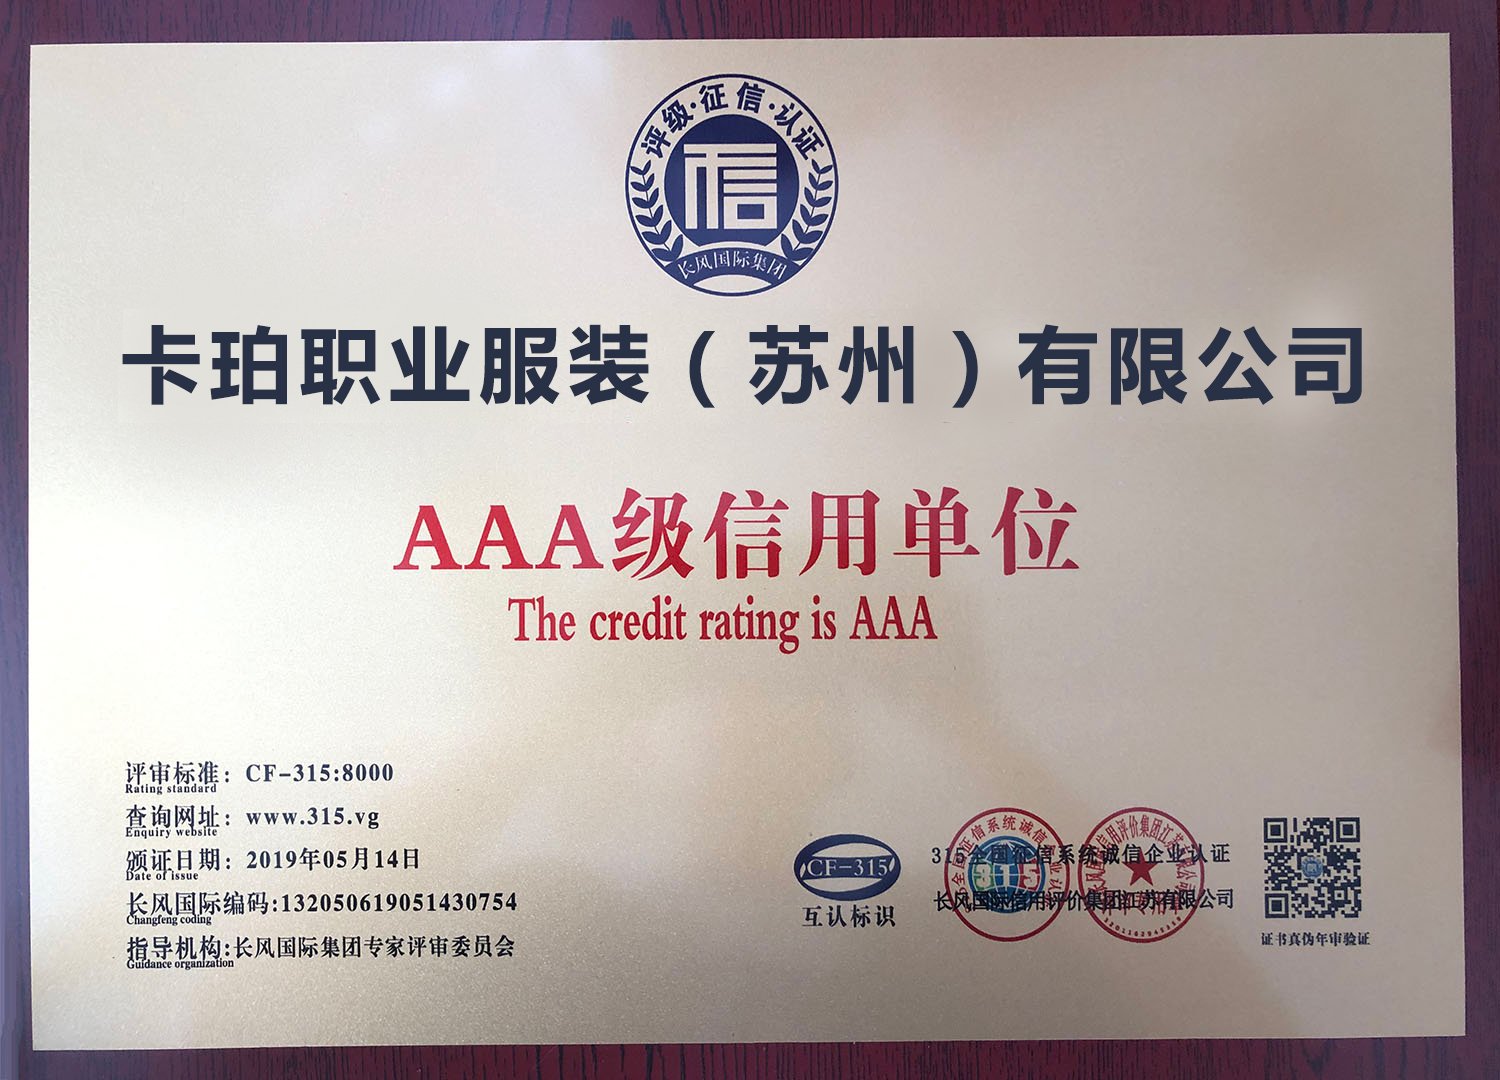 评级·征信·认证
信
长风国际集团
卡珀职业服装（苏州）有限公司
AAA级信用单位
The credit rating is AAA
评审标准：CF-315:8000
Rating standard
查询网址：www.315.vg
Enquiry website
颁证日期：2019年05月14日
Date of issue
长风国际编码:132050619051430754
Changfeng coding
指导机构:长风国际集团专家评审委员会
Guidance organization
CF-315
互认标识
315全国征信系统诚信企业认证
长风国际信用评价集团江苏有限公司
315
证书真伪年审验证